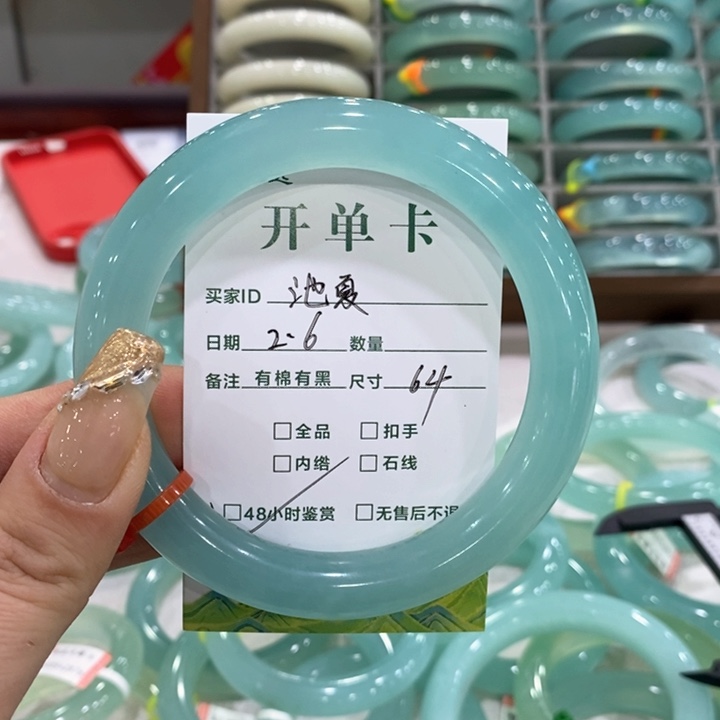 开单卡
买家ID 池夏
日期 2·6 数量
备注 有棉有黑 尺寸 64
□全品 □扣手
□内绺 □石线
□48小时鉴赏 □无售后不退